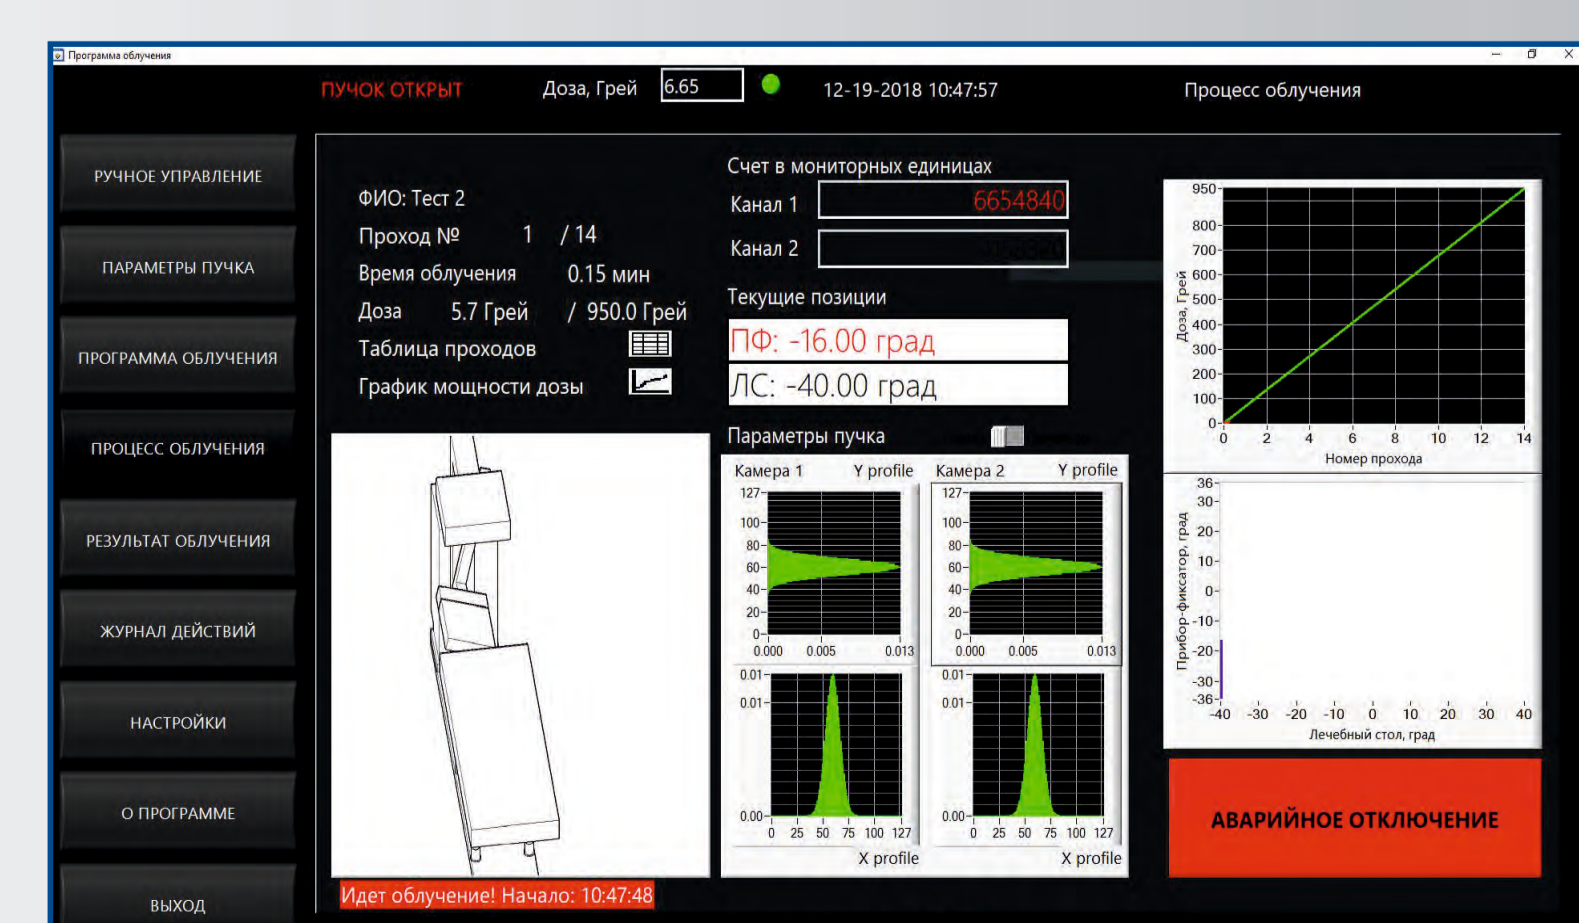 Программа облучения
ПУЧОК ОТКРЫТ Доза, Грей 6.65 12-19-2018 10:47:57 Процесс облучения
РУЧНОЕ УПРАВЛЕНИЕ
ПАРАМЕТРЫ ПУЧКА
ПРОГРАММА ОБЛУЧЕНИЯ
ПРОЦЕСС ОБЛУЧЕНИЯ
РЕЗУЛЬТАТ ОБЛУЧЕНИЯ
ЖУРНАЛ ДЕЙСТВИЙ
НАСТРОЙКИ
О ПРОГРАММЕ
ВЫХОД
ФИО: Тест 2
Проход № 1 / 14
Время облучения 0.15 мин
Доза 5.7 Грей / 950.0 Грей
Таблица проходов
График мощности дозы
Идет облучение! Начало: 10:47:48
Счет в мониторных единицах
Канал 1 6654840
Канал 2
Текущие позиции
ПФ: -16.00 град
ЛС: -40.00 град
Параметры пучка
Камера 1 Y profile
127
100
80
60
40
20
0
0.000 0.005 0.013
0.01
0.01
0.00
0 25 50 75 100 127
X profile
Камера 2 Y profile
127
100
80
60
40
20
0
0.000 0.005 0.013
0.01
0.01
0.00
0 25 50 75 100 127
X profile
Доза, Грей
950
800
700
600
500
400
300
200
100
0
0 2 4 6 8 10 12 14
Номер прохода
Прибор-фиксатор, град
36
30
20
10
0
-10
-20
-30
-36
-40 -30 -20 -10 0 10 20 30 40
Лечебный стол, град
АВАРИЙНОЕ ОТКЛЮЧЕНИЕ